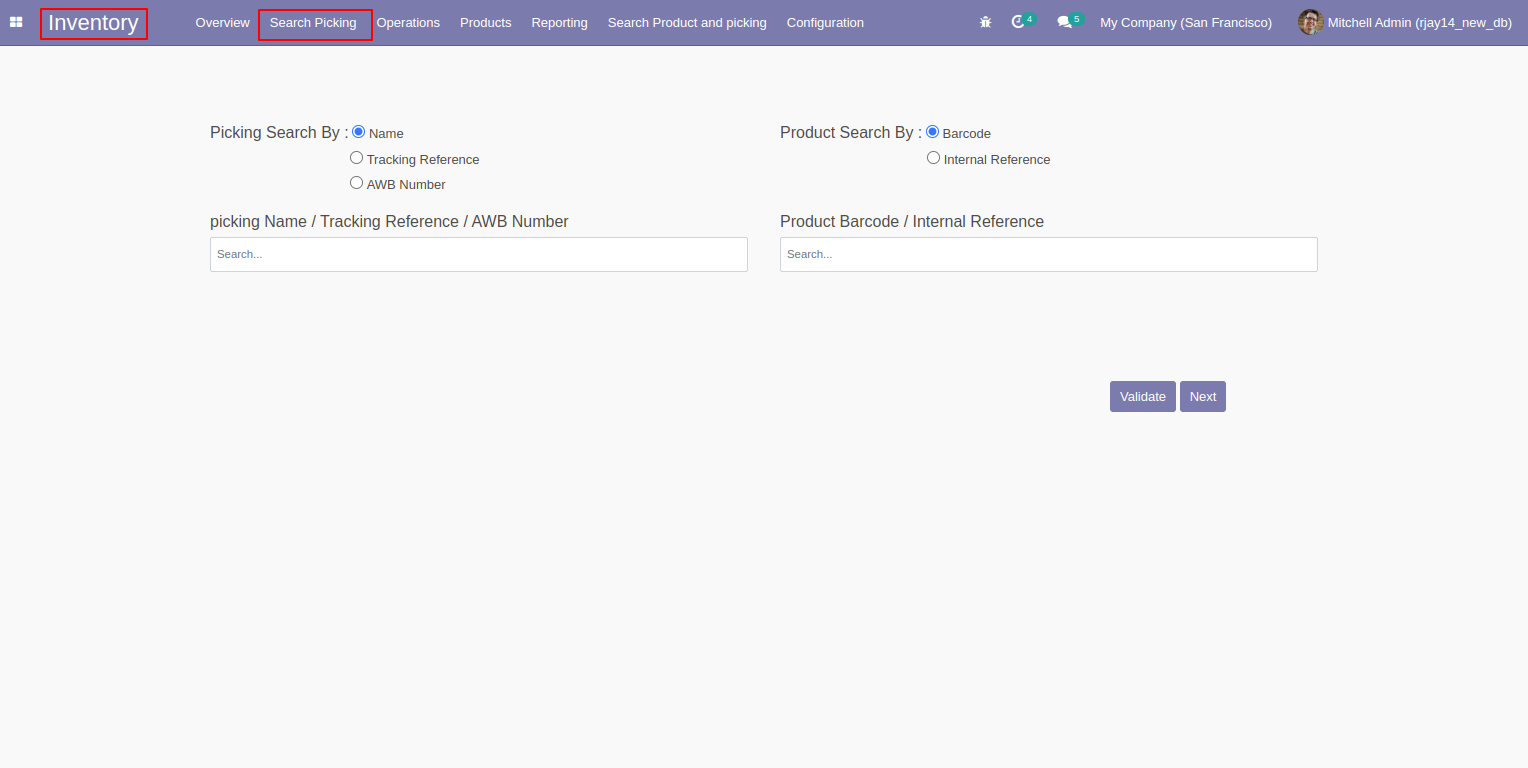 Inventory Overview Search Picking Operations Products Reporting Search Product and picking Configuration 4 5 My Company (San Francisco) Mitchell Admin (rjay14_new_db)
Picking Search By : Name
Tracking Reference
AWB Number
Product Search By : Barcode
Internal Reference
picking Name / Tracking Reference / AWB Number
Search...
Product Barcode / Internal Reference
Search...
Validate Next